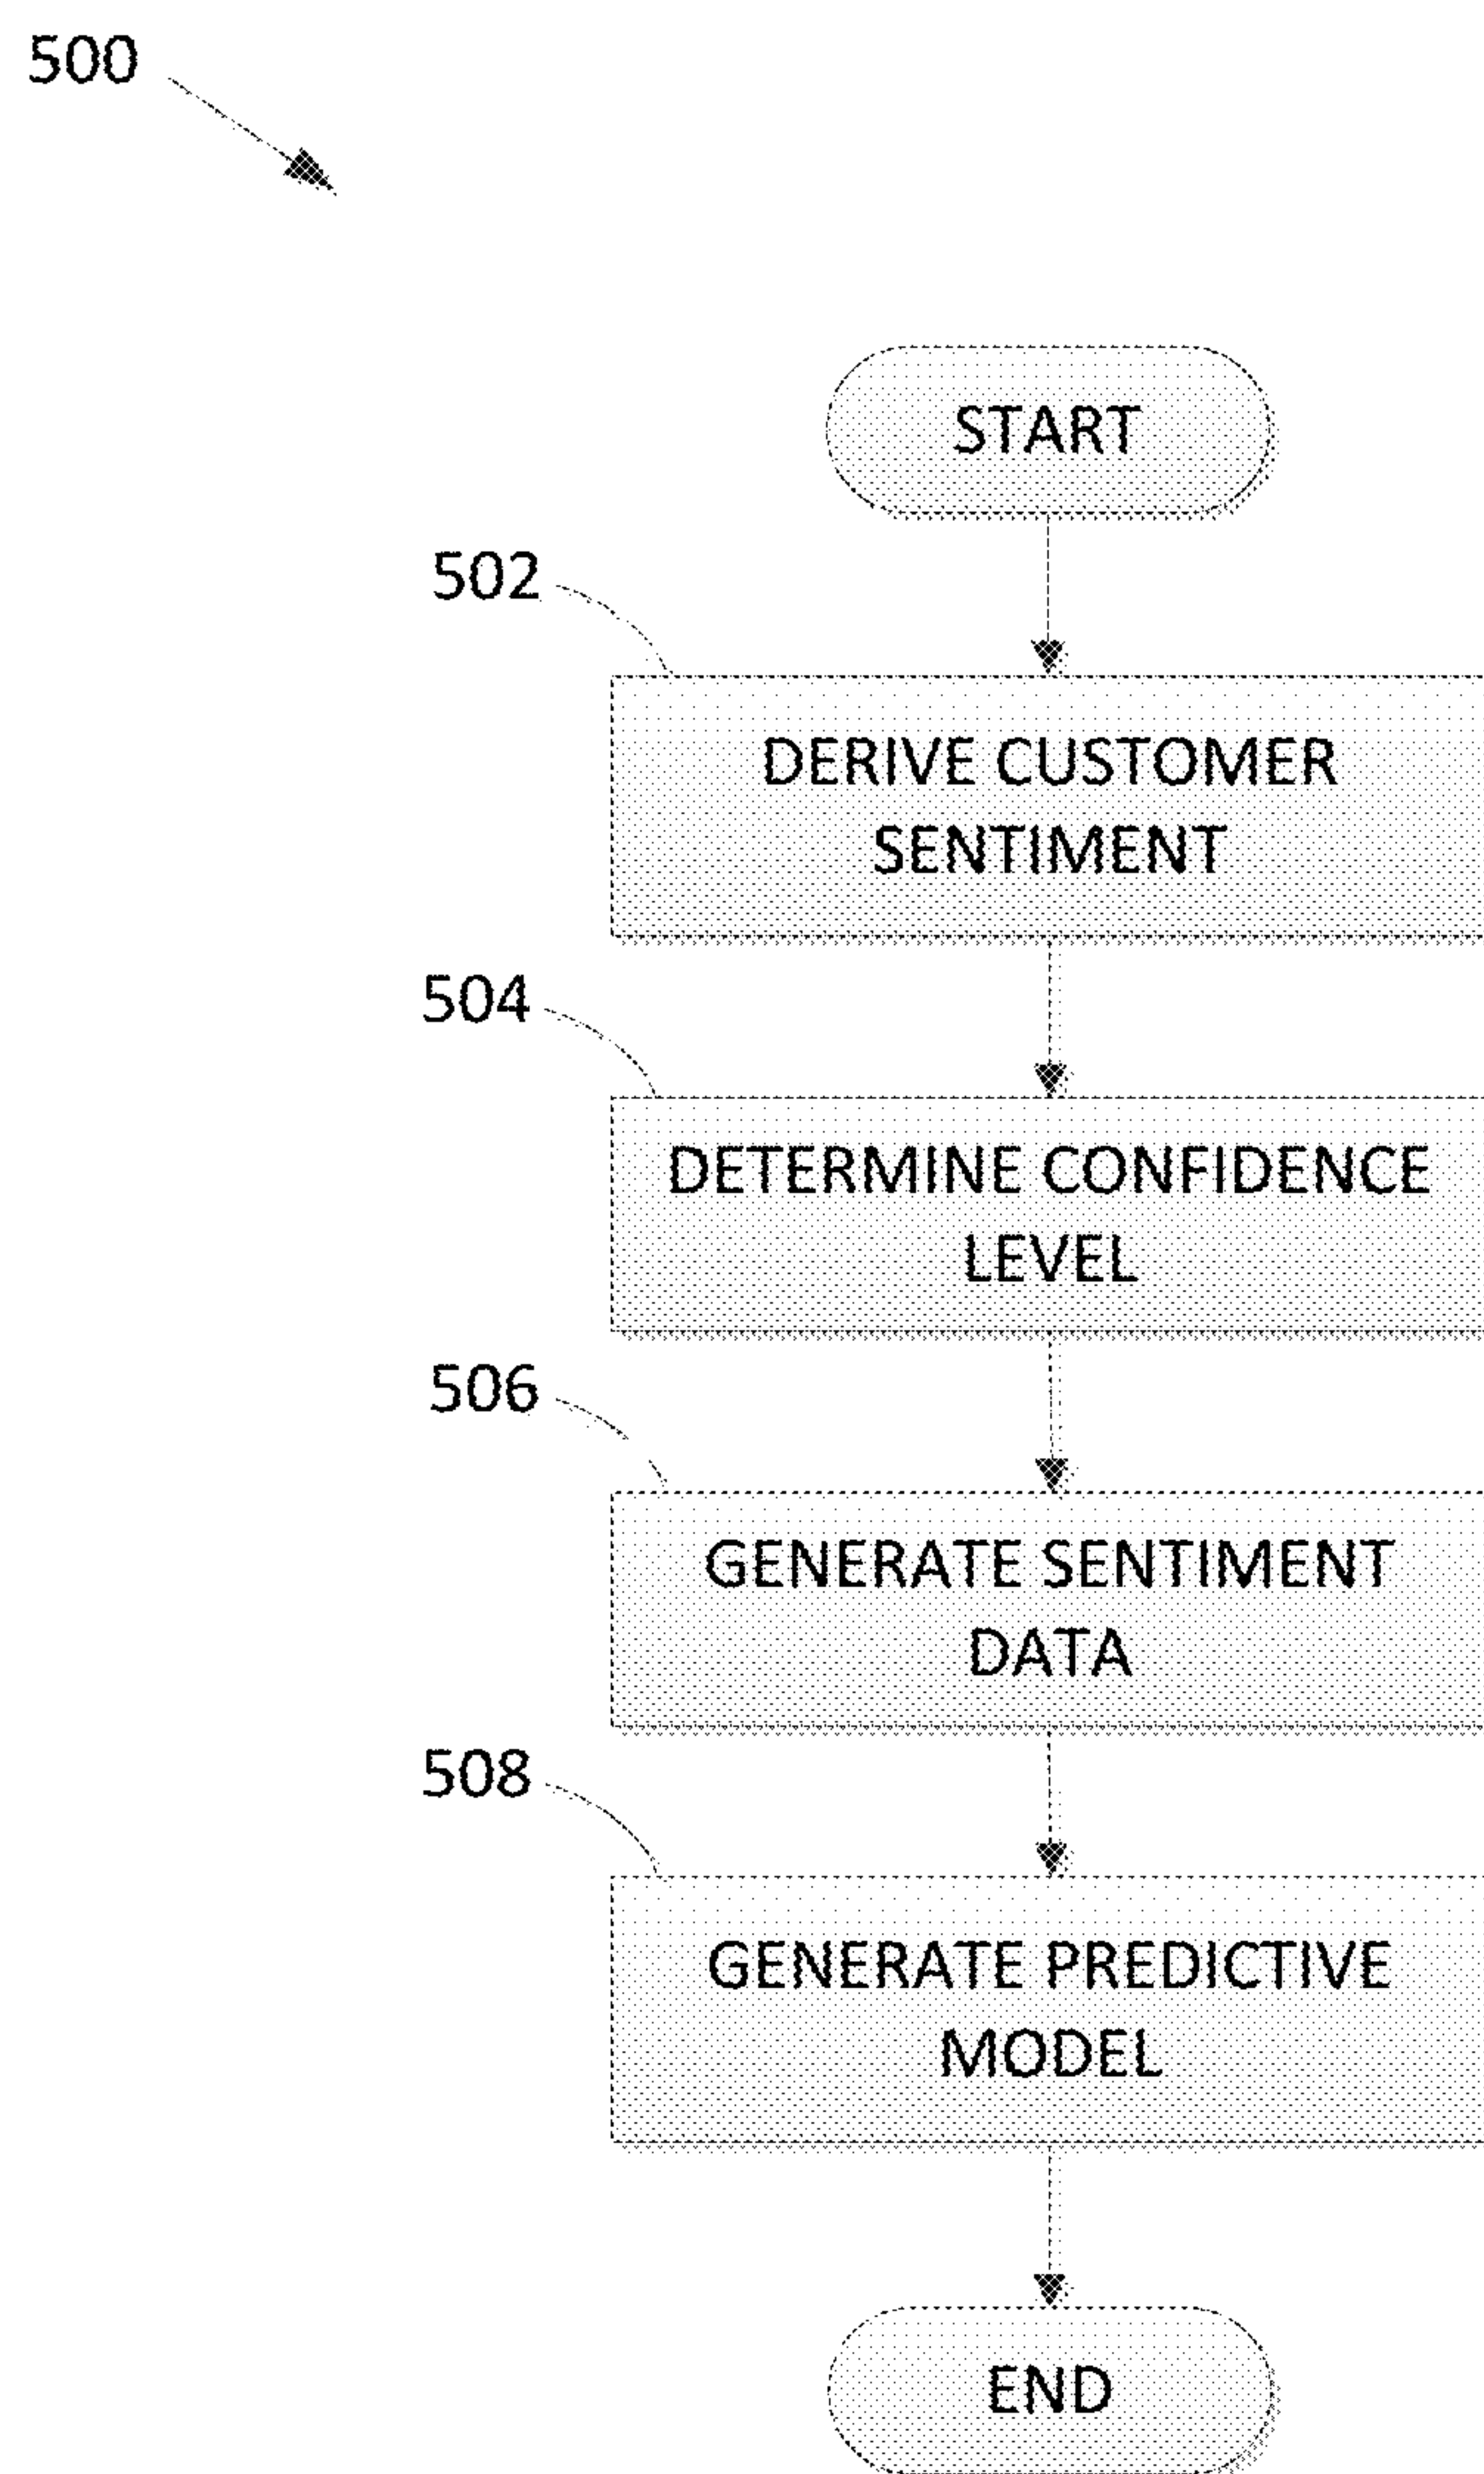 500
START
502
DERIVE CUSTOMER
SENTIMENT
504
DETERMINE CONFIDENCE
LEVEL
506
GENERATE SENTIMENT
DATA
508
GENERATE PREDICTIVE
MODEL
END